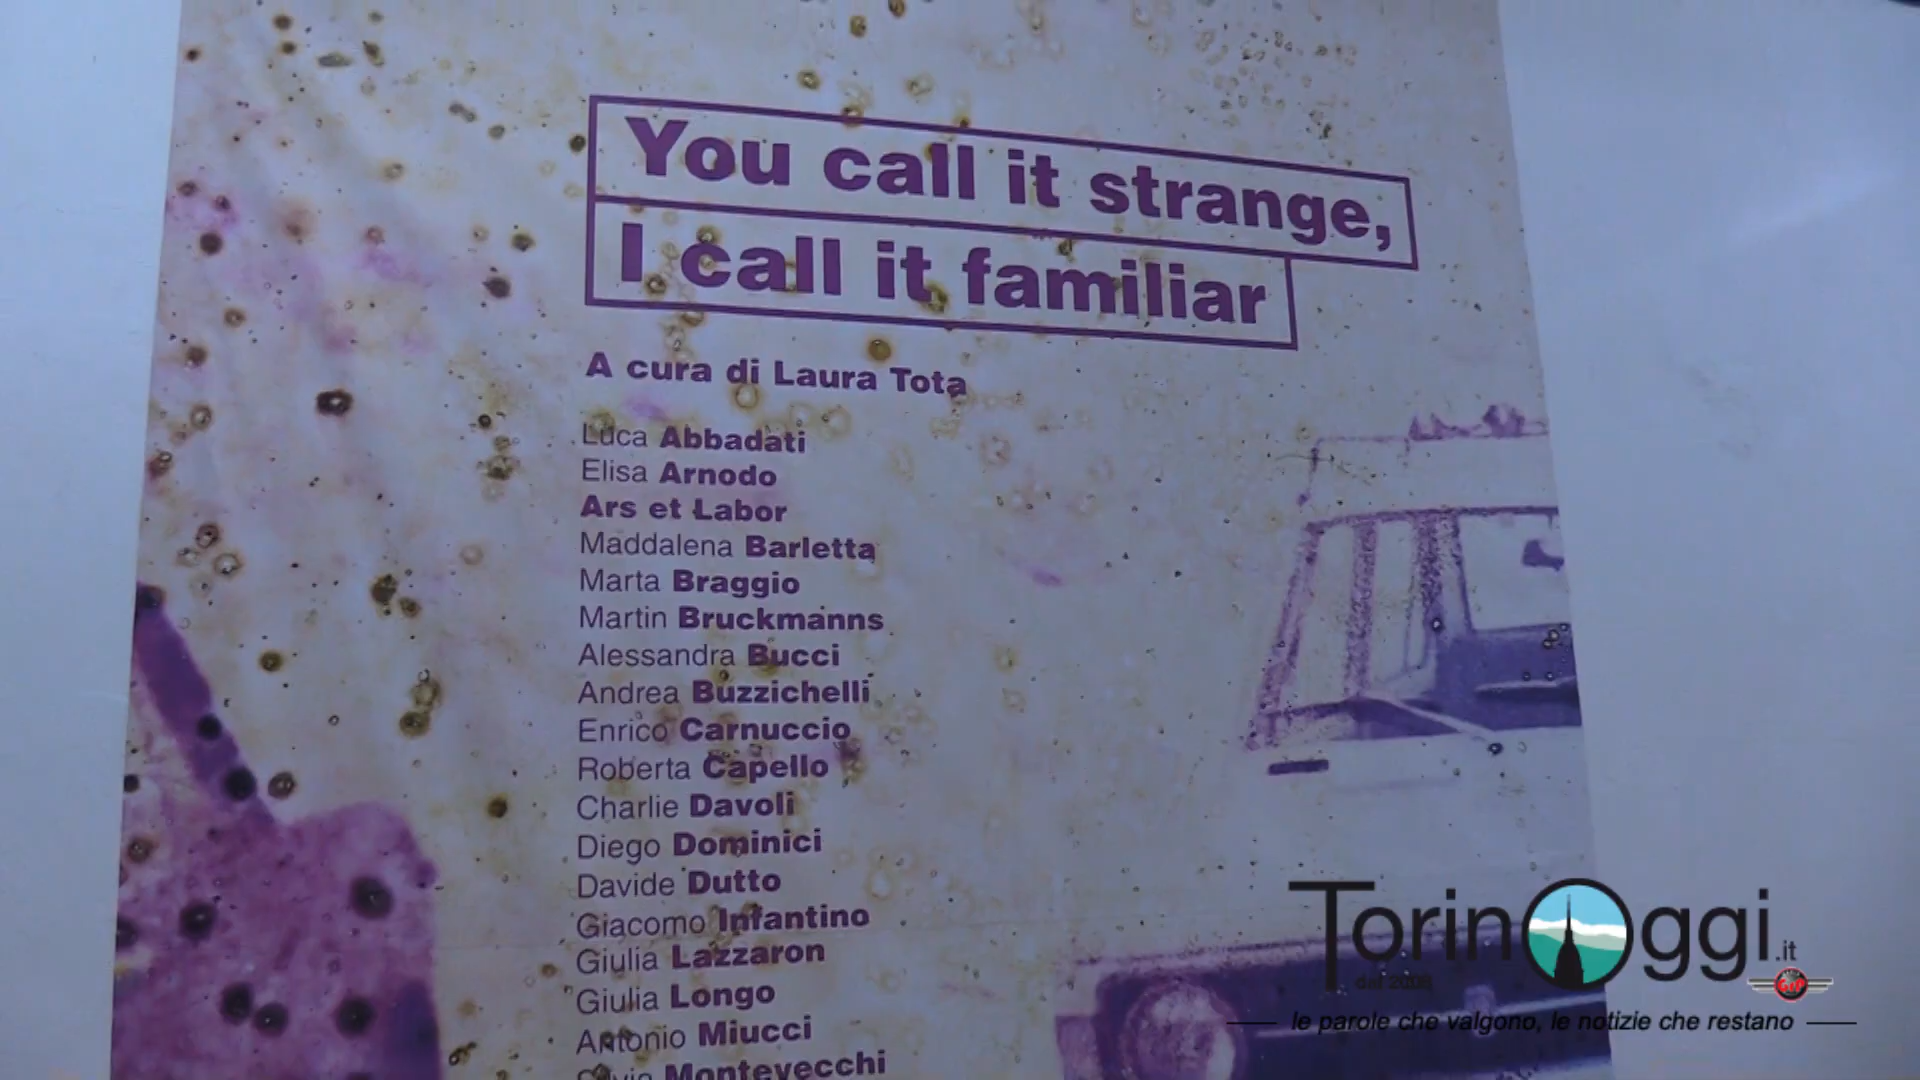 You call it strange,
I call it familiar
A cura di Laura Tota
Luca Abbadati
Elisa Arnodo
Ars et Labor
Maddalena Barletta
Marta Braggio
Martin Bruckmanns
Alessandra Bucci
Andrea Buzzichelli
Enrico Carnuccio
Roberta Capello
Charlie Davoli
Diego Dominici
Davide Dutto
Giacomo Infantino
Giulia Lazzaron
Giulia Longo
Antonio Miucci
Montevecchi
TorinOggi.it
dal 2008
GIP
le parole che valgono, le notizie che restano